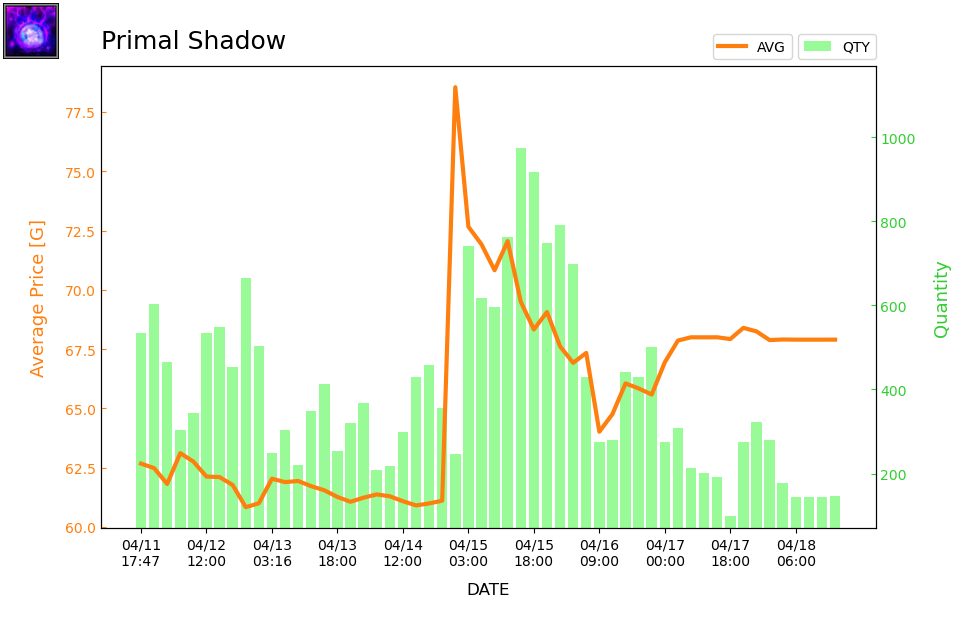 Primal Shadow
AVG
QTY
77.5
75.0
72.5
70.0
67.5
65.0
62.5
60.0
Average Price [G]
1000
800
600
400
200
Quantity
04/11 04/12 04/13 04/13 04/14 04/15 04/15 04/16 04/17 04/17 04/18
17:47 12:00 03:16 18:00 12:00 03:00 18:00 09:00 00:00 18:00 06:00
DATE